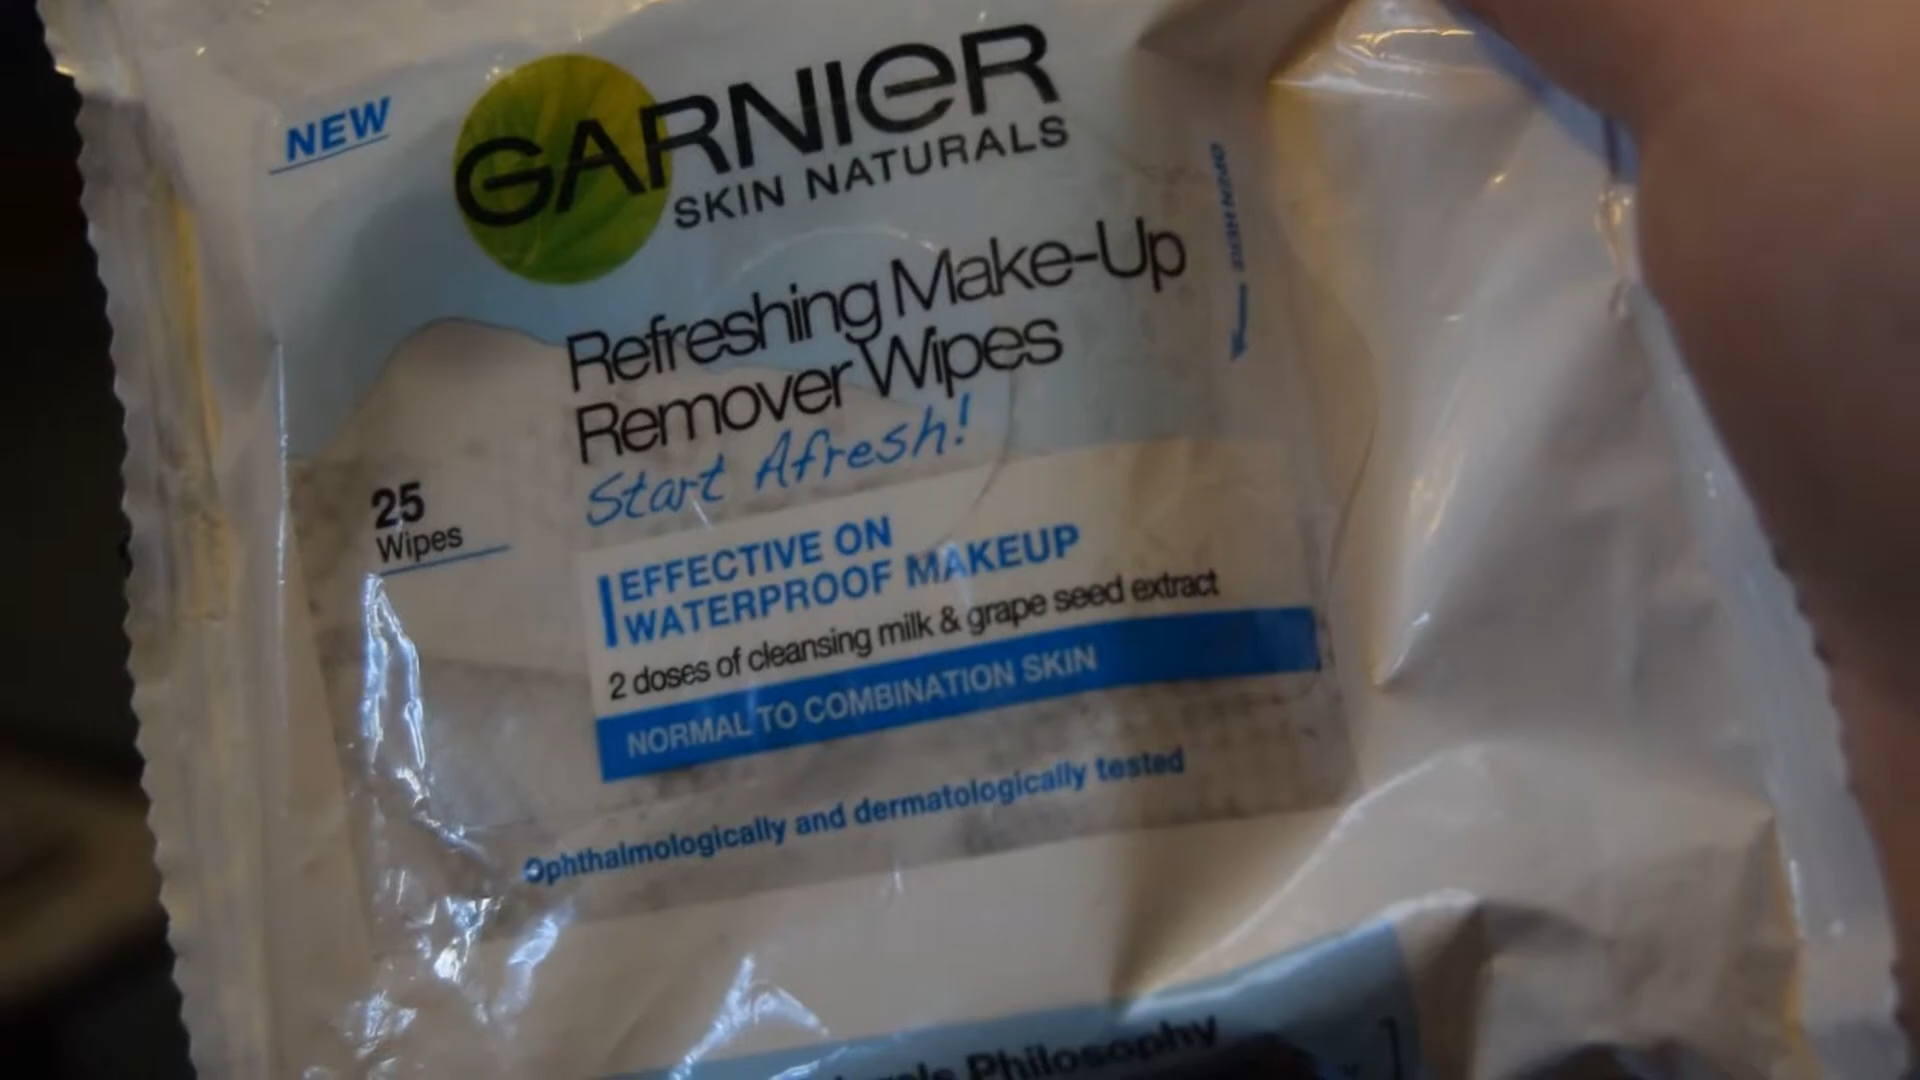 NEW
GARNIER
SKIN NATURALS
Refreshing Make-Up
Remover Wipes
Start Afresh!
25
Wipes
EFFECTIVE ON
WATERPROOF MAKEUP
2 doses of cleansing milk & grape seed extract
NORMAL TO COMBINATION SKIN
Ophthalmologically and dermatologically tested
Philosophy